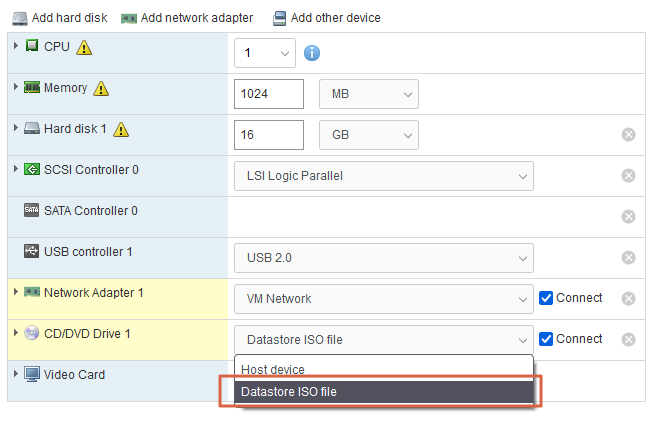 Add hard disk Add network adapter Add other device
CPU 1
Memory 1024 MB
Hard disk 1 16 GB
SCSI Controller 0 LSI Logic Parallel
SATA SATA Controller 0
USB controller 1 USB 2.0
Network Adapter 1 VM Network Connect
CD/DVD Drive 1 Datastore ISO file Connect
Host device
Video Card
Datastore ISO file